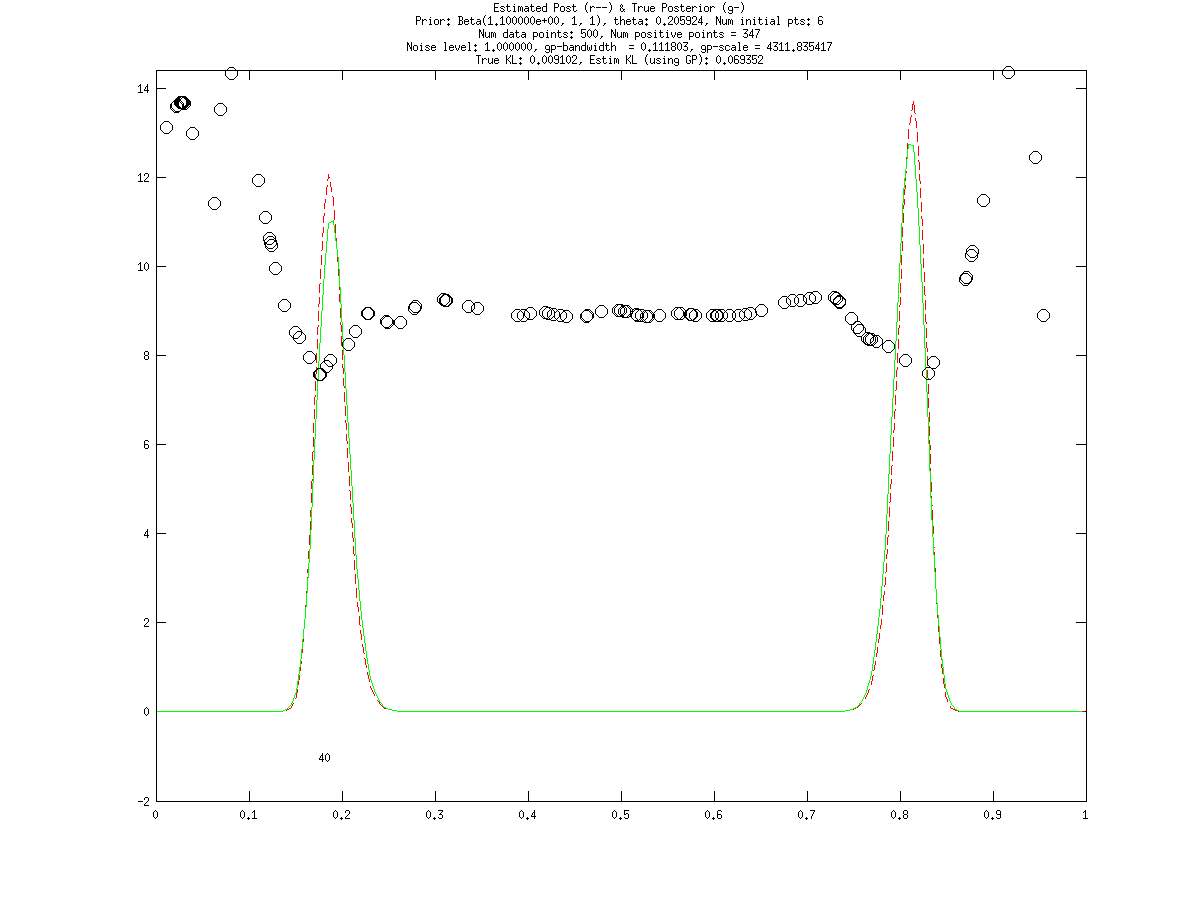 Estimated Post (r--) & True Posterior (g-)
Prior: Beta(1.100000e+00, 1, 1), theta: 0.205924, Num initial pts: 6
Num data points: 500, Num positive points = 347
Noise level: 1.000000, gp-bandwidth  = 0.111803, gp-scale = 4311.835417
True KL: 0.009102, Estim KL (using GP): 0.069352
14
12
10
8
6
4
2
0
40
-2
0 0.1 0.2 0.3 0.4 0.5 0.6 0.7 0.8 0.9 1